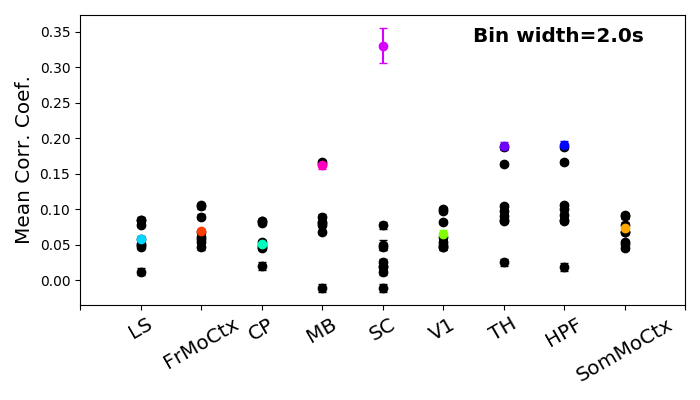 Bin width=2.0s
Mean Corr. Coef.
0.35
0.30
0.25
0.20
0.15
0.10
0.05
0.00
LS FrMoCtx CP MB SC V1 TH HPF SomMoCtx